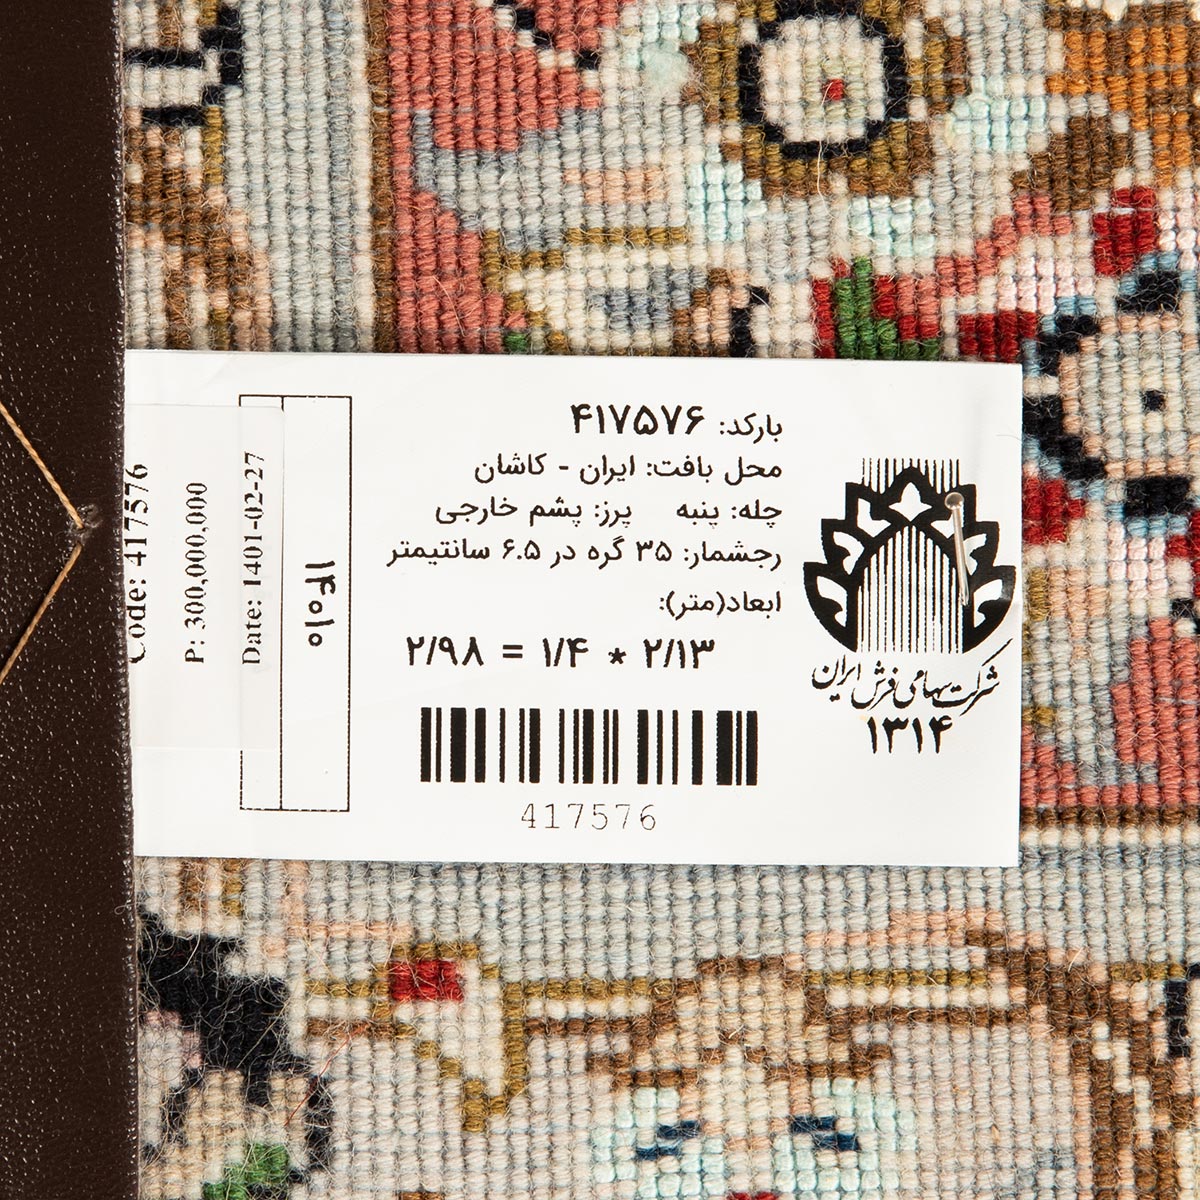 بارکد: ۴۱۷۵۷۶
محل بافت: ایران - کاشان
چله: پنبه پرز: پشم خارجی
رجشمار: ۳۵ گره در ۶.۵ سانتیمتر
ابعاد(متر):
۲/۹۸ = ۱/۴ * ۲/۱۳
417576
شرکت سهامی فرش ایران
۱۳۱۴
Code: 417576
P: 300,000,000
Date: 1401-02-27
۱۴۰۱۰